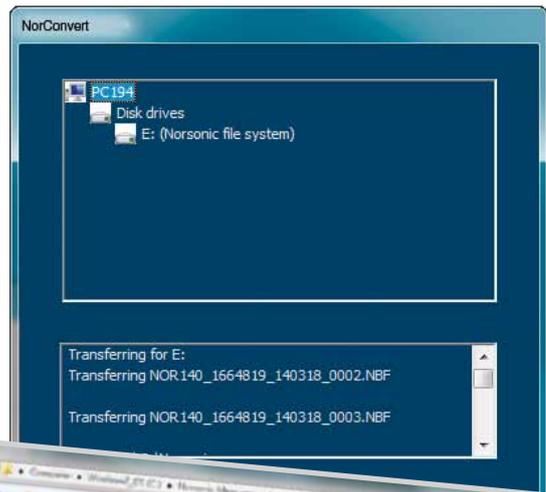 NorConvert
PC194
Disk drives
E: (Norsonic file system)
Transferring for E:
Transferring NOR140_1664819_140318_0002.NBF
Transferring NOR140_1664819_140318_0003.NBF